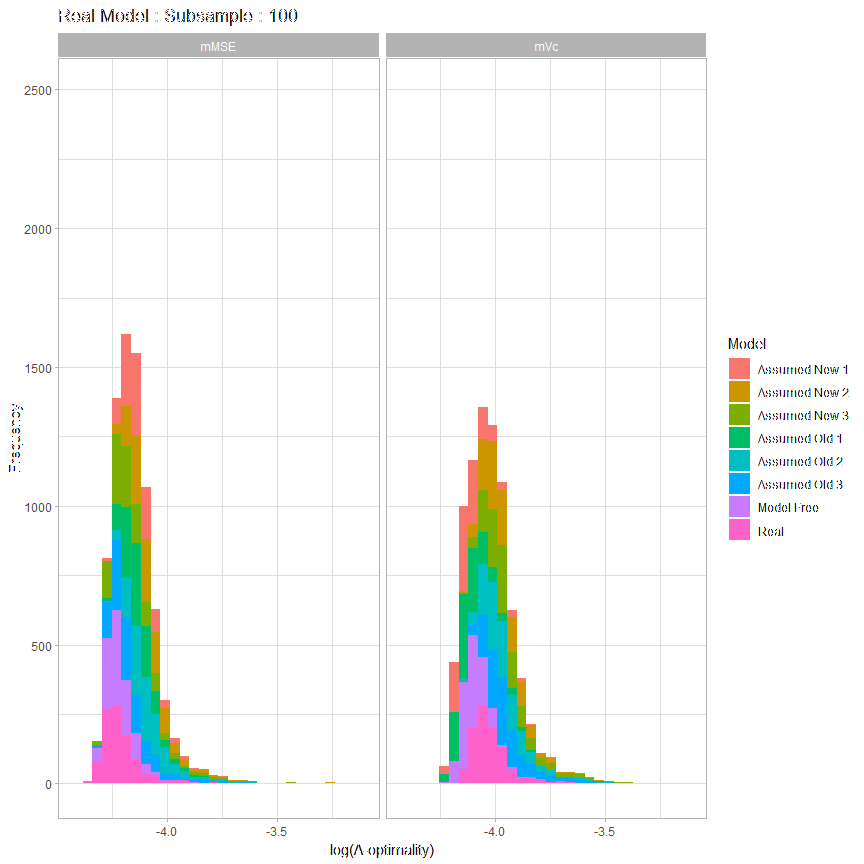 Real Model :: Subsample :: 100
mMSE
mVc
2500
2000
1500
1000
500
0
Frequency
-4.0
-3.5
-4.0
-3.5
log(A-optimality)
Model
Assumed New 1
Assumed New 2
Assumed New 3
Assumed Old 1
Assumed Old 2
Assumed Old 3
Model Free
Real